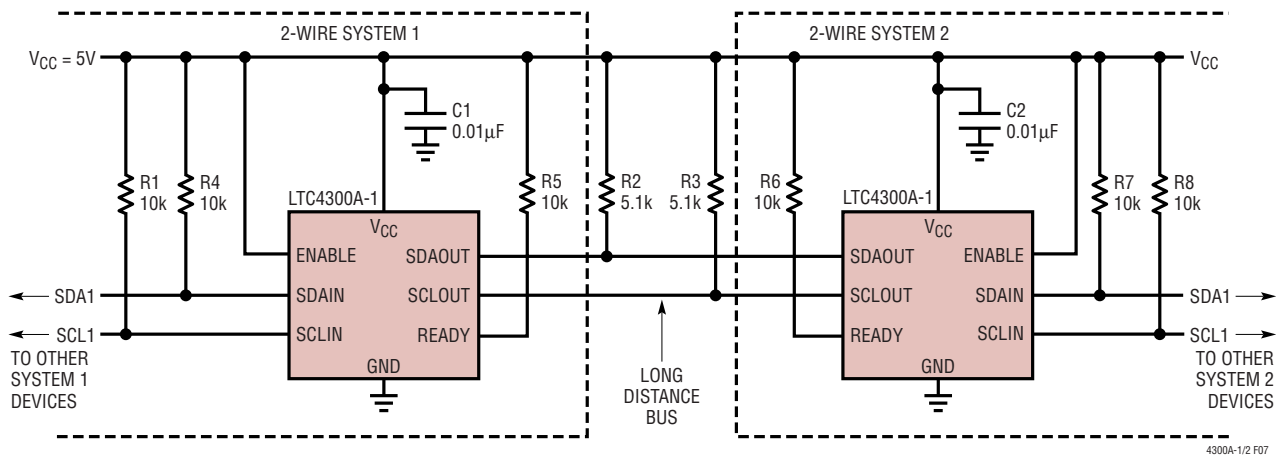 2-WIRE SYSTEM 1
2-WIRE SYSTEM 2
VCC = 5V
VCC
C1
0.01µF
C2
0.01µF
R1
10k
R4
10k
R5
10k
R2
5.1k
R3
5.1k
R6
10k
R7
10k
R8
10k
LTC4300A-1
VCC
ENABLE
SDAOUT
SDAIN
SCLOUT
SCLIN
READY
GND
LTC4300A-1
VCC
SDAOUT
ENABLE
SCLOUT
SDAIN
READY
SCLIN
GND
SDA1
SCL1
TO OTHER
SYSTEM 1
DEVICES
LONG
DISTANCE
BUS
SDA1
SCL1
TO OTHER
SYSTEM 2
DEVICES
4300A-1/2 F07